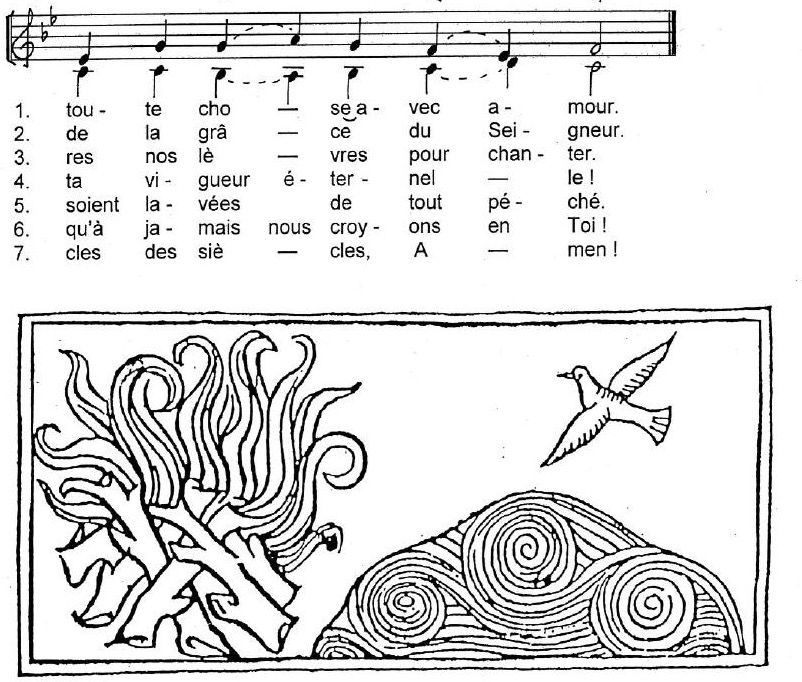 1. tou - te cho — se a - vec a - mour.
2. de la grâ — ce du Sei - gneur.
3. res nos lè — vres pour chan - ter.
4. ta vi - gueur é - ter - nel — le !
5. soient la - vées de tout pé - ché.
6. qu'à ja - mais nous croy - ons en Toi !
7. cles des siè — cles, A — men !